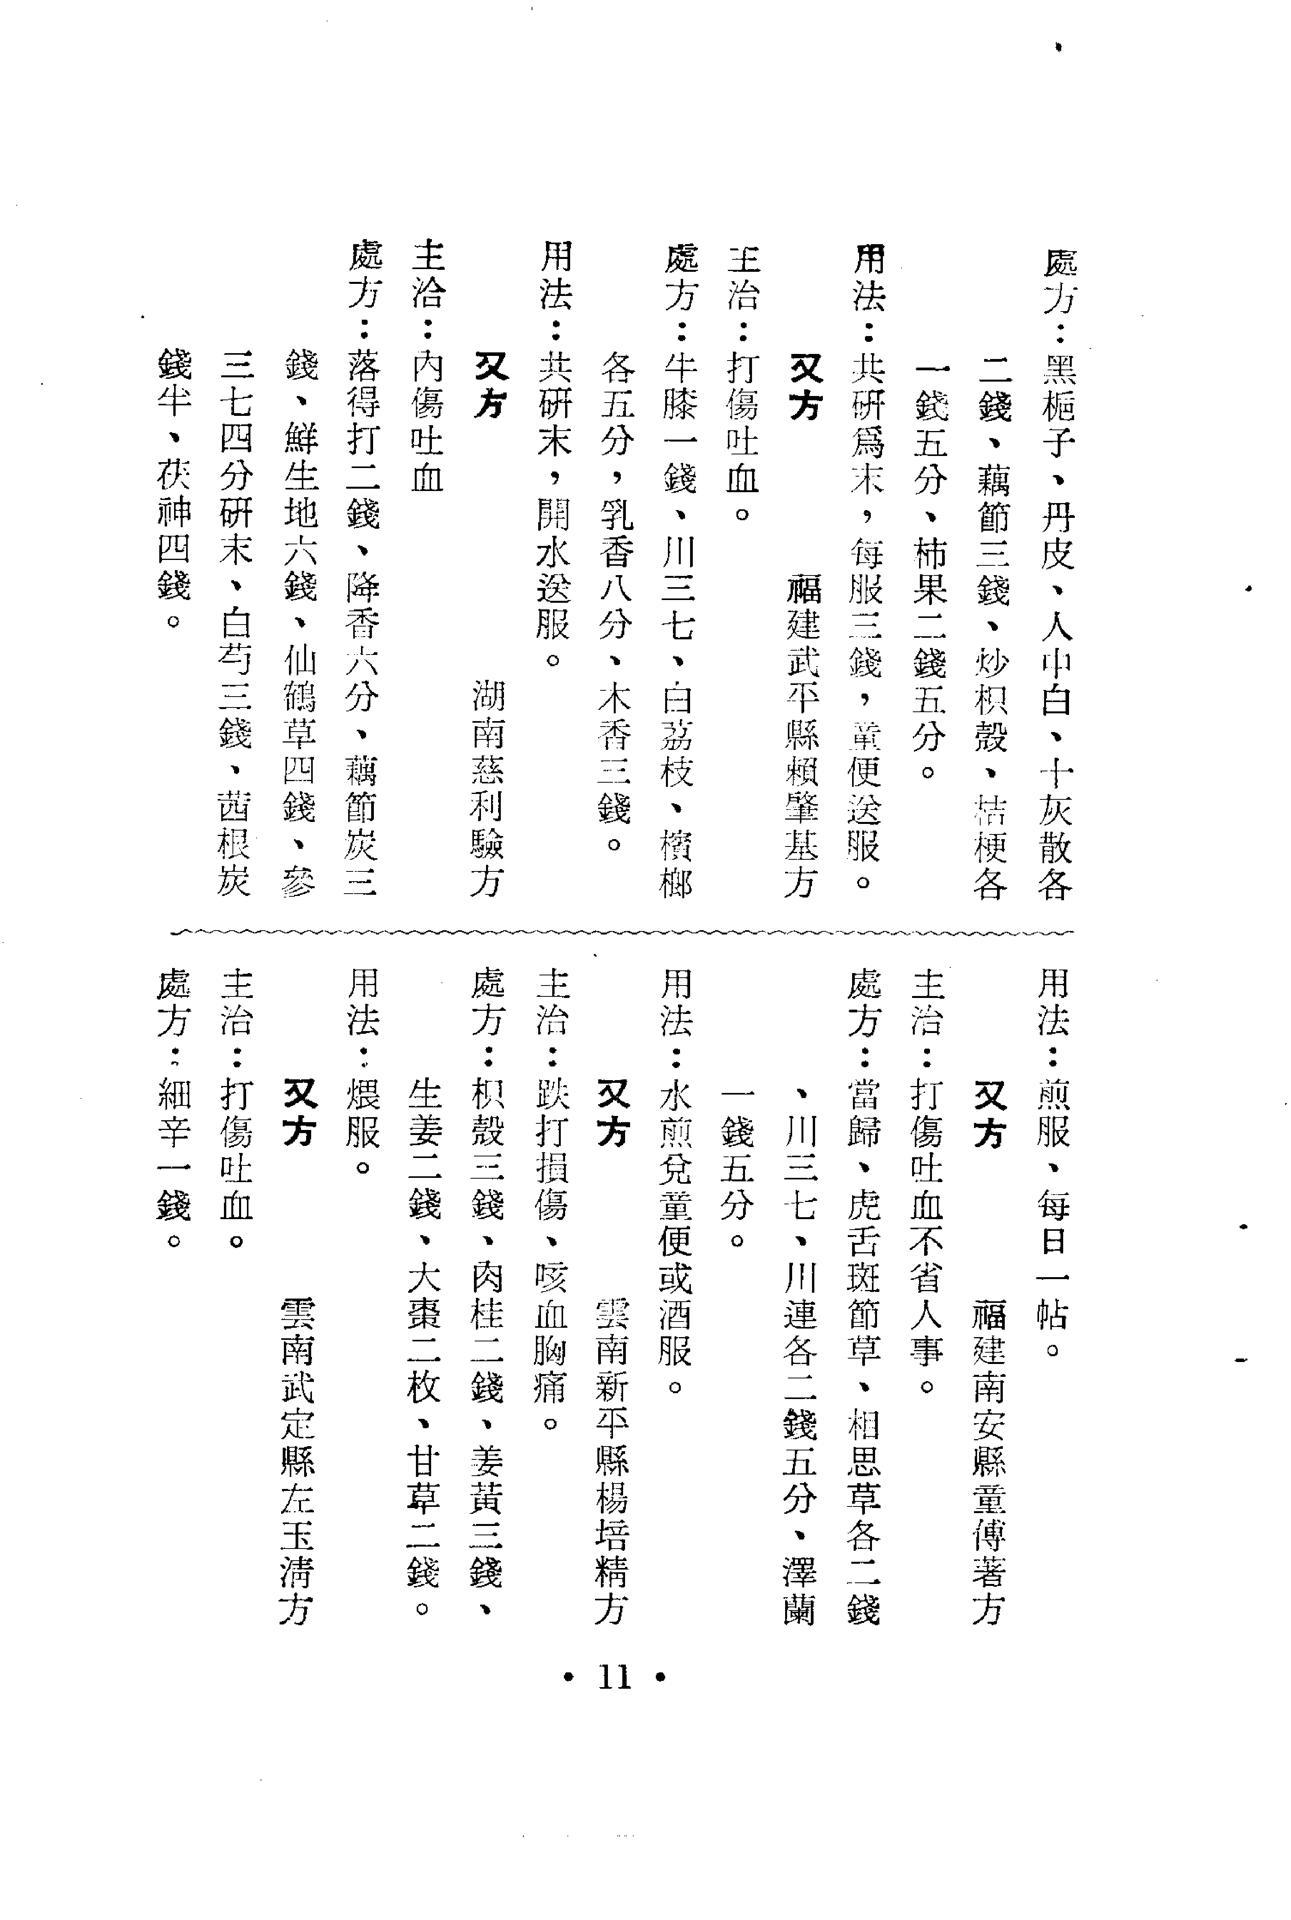 處方：黑梔子、丹皮、人中白、十灰散各
二錢、藕節三錢、炒枳殼、桔梗各
一錢五分、柿果二錢五分。
用法：共研爲末，每服三錢，童便送服。
又方　福建武平縣賴肇基方
主治：打傷吐血。
處方：牛膝一錢、川三七、白荔枝、檳榔
各五分，乳香八分、木香三錢。
用法：共研末，開水送服。
又方　湖南慈利驗方
主治：內傷吐血
處方：落得打二錢、降香六分、藕節炭三
錢、鮮生地六錢、仙鶴草四錢、參
三七四分研末、白芍三錢、茜根炭
錢半、茯神四錢。
用法：煎服、每日一帖。
又方　福建南安縣童傅著方
主治：打傷吐血不省人事。
處方：當歸、虎舌斑節草、相思草各二錢
、川三七、川連各二錢五分、澤蘭
一錢五分。
用法：水煎兌童便或酒服。
又方　雲南新平縣楊培精方
主治：跌打損傷、咳血胸痛。
處方：枳殼三錢、肉桂二錢、姜黃三錢、
生姜二錢、大棗二枚、甘草二錢。
用法：煨服。
又方　雲南武定縣左玉淸方
主治：打傷吐血。
處方：細辛一錢。
• 11 •